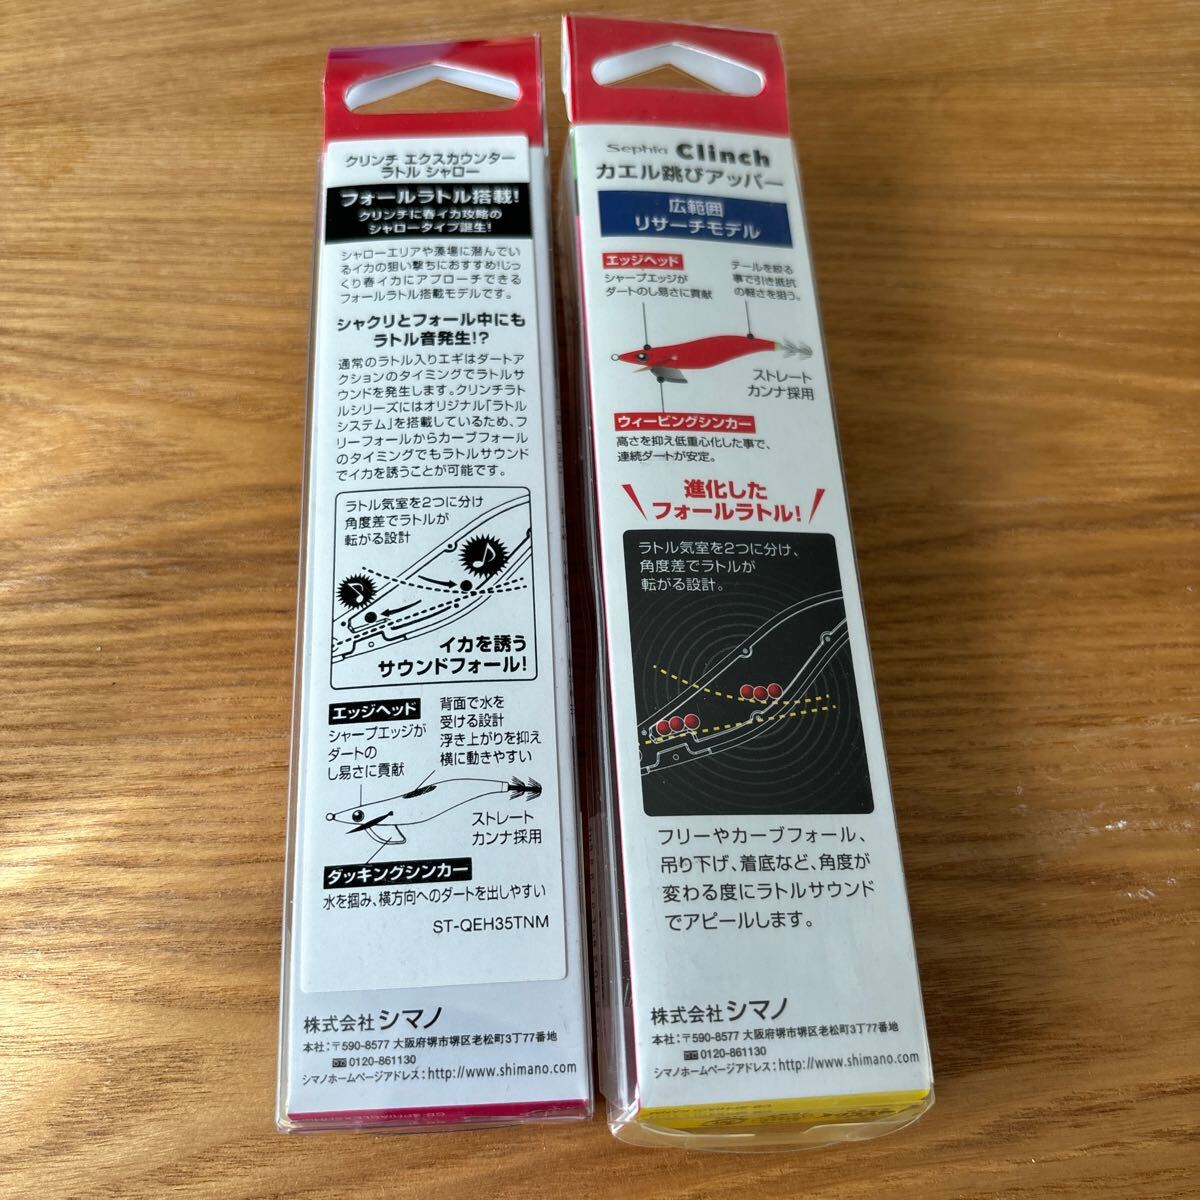 クリンチ エクスカウンター
ラトル シャロー
フォールラトル搭載!
クリンチに春イカ攻略の
シャロータイプ誕生!
シャローエリアや藻場に潜んでい
るイカの狙い撃ちにおすすめ!じっ
くり春イカにアプローチできる
フォールラトル搭載モデルです。
シャクリとフォール中にも
ラトル音発生!?
通常のラトル入りエギはダートア
クションのタイミングでラトルサ
ウンドを発生します。クリンチラト
ルシリーズにはオリジナル「ラトル
システム」を搭載しているため、フ
リーフォールからカーブフォール
のタイミングでもラトルサウンド
でイカを誘うことが可能です。
ラトル気室を2つに分け
角度差でラトルが
転がる設計
イカを誘う
サウンドフォール!
エッジヘッド
シャープエッジが
ダートの
し易さに貢献
背面で水を
受ける設計
浮き上がりを抑え
横に動きやすい
ストレート
カンナ採用
ダッキングシンカー
水を掴み、横方向へのダートを出しやすい
ST-QEH35TNM
株式会社 シマノ
本社:〒590-8577 大阪府堺市堺区老松町3丁77番地
0120-861130
シマノホームページアドレス:http://www.shimano.com
Sephia Clinch
カエル跳びアッパー
広範囲
リサーチモデル
エッジヘッド
シャープエッジが
ダートのし易さに貢献
テールを絞る
事で引き抵抗
の軽さを狙う。
ストレート
カンナ採用
ウィービングシンカー
高さを抑え低重心化した事で、
連続ダートが安定。
進化した
フォールラトル!
ラトル気室を2つに分け、
角度差でラトルが
転がる設計。
フリーやカーブフォール、
吊り下げ、着底など、角度が
変わる度にラトルサウンド
でアピールします。
株式会社 シマノ
本社:〒590-8577 大阪府堺市堺区老松町3丁77番地
0120-861130
シマノホームページアドレス:http://www.shimano.com